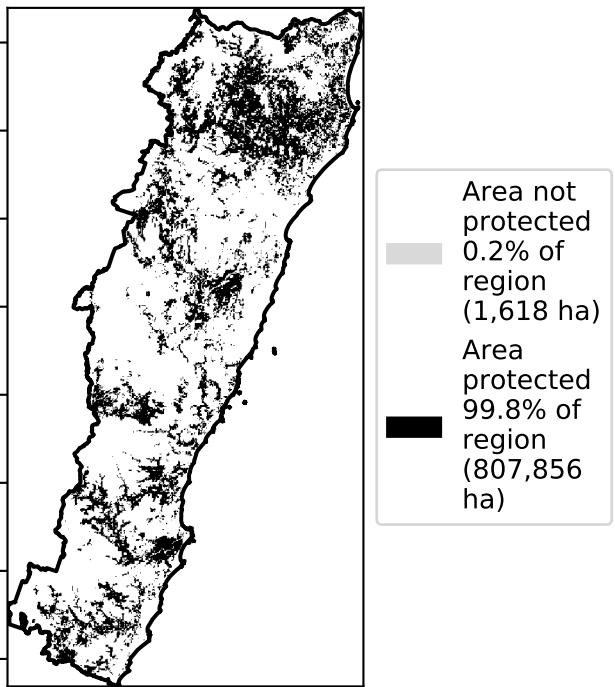 Area not
protected
0.2% of
region
(1,618 ha)
Area
protected
99.8% of
region
(807,856
ha)